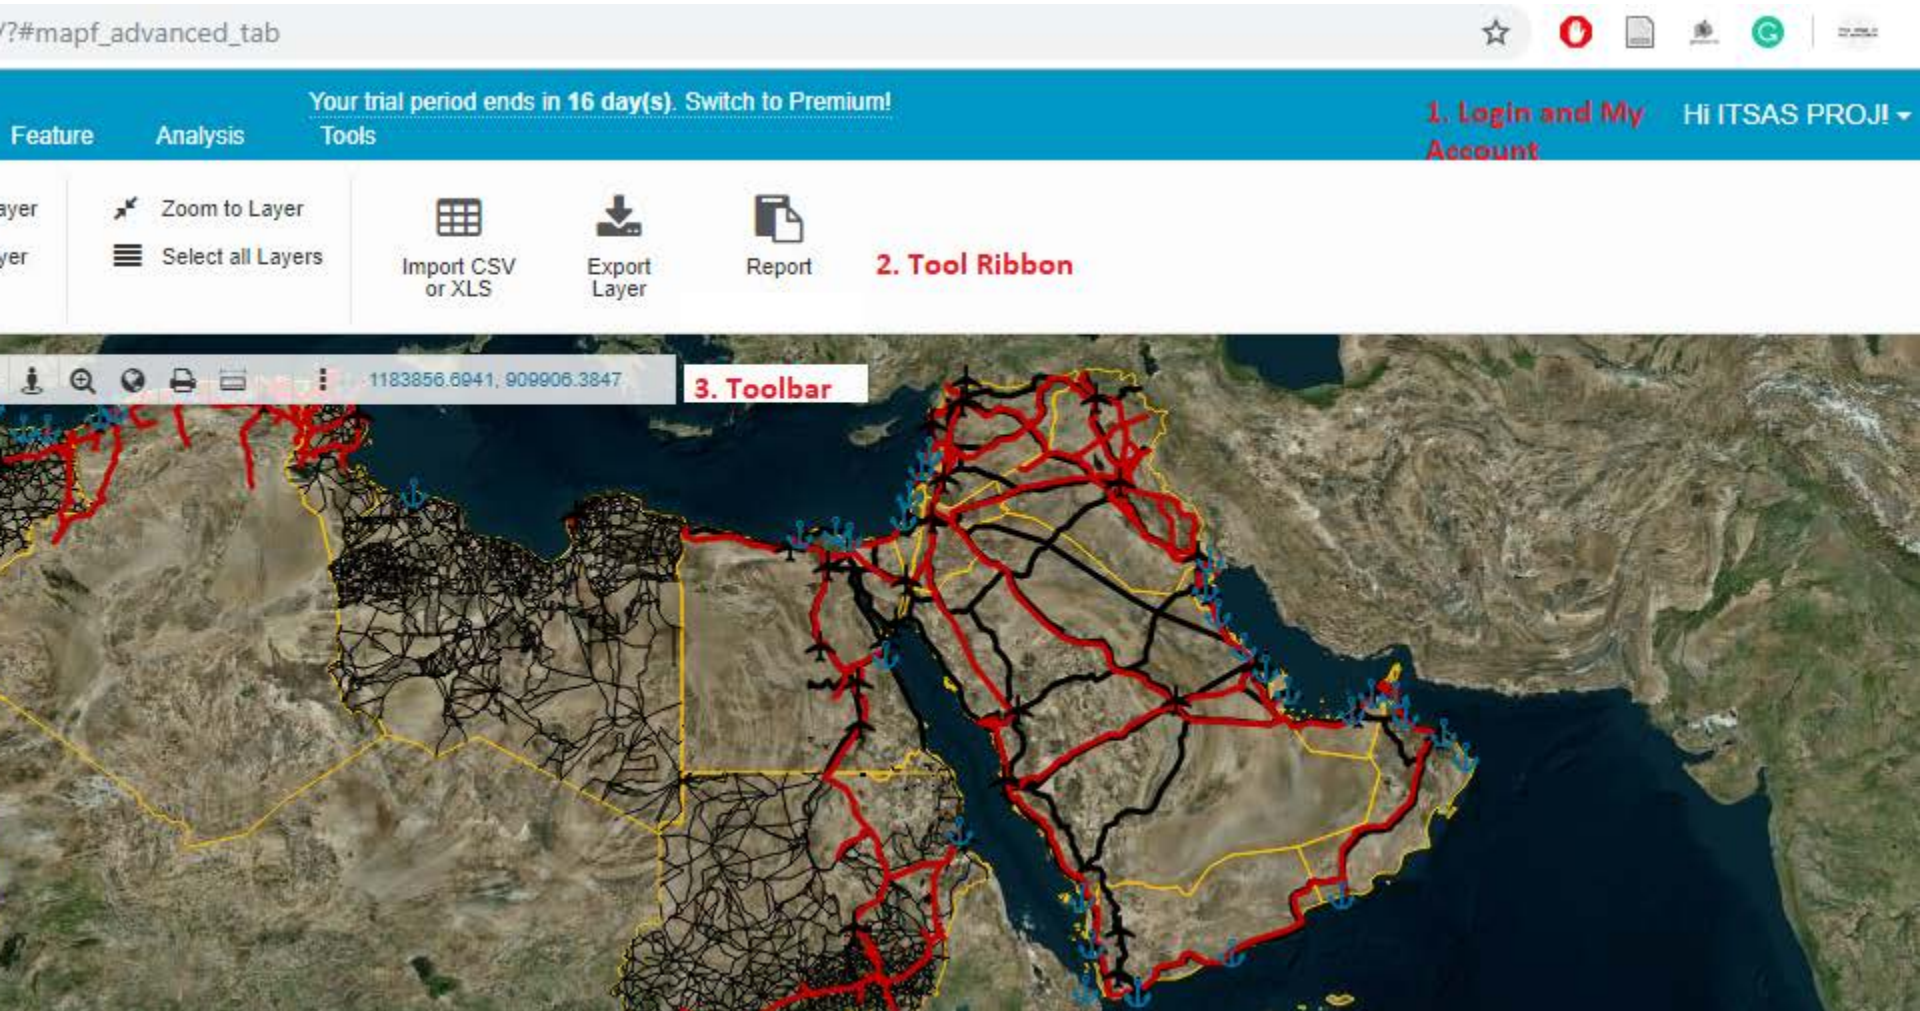 /?#mapf_advanced_tab
Your trial period ends in 16 day(s). Switch to Premium!
Feature Analysis Tools
1. Login and My
Account
Hi ITSAS PROJ!
ayer
yer
Zoom to Layer
Select all Layers
Import CSV
or XLS
Export
Layer
Report
2. Tool Ribbon
1183856.6941, 909906.3847
3. Toolbar